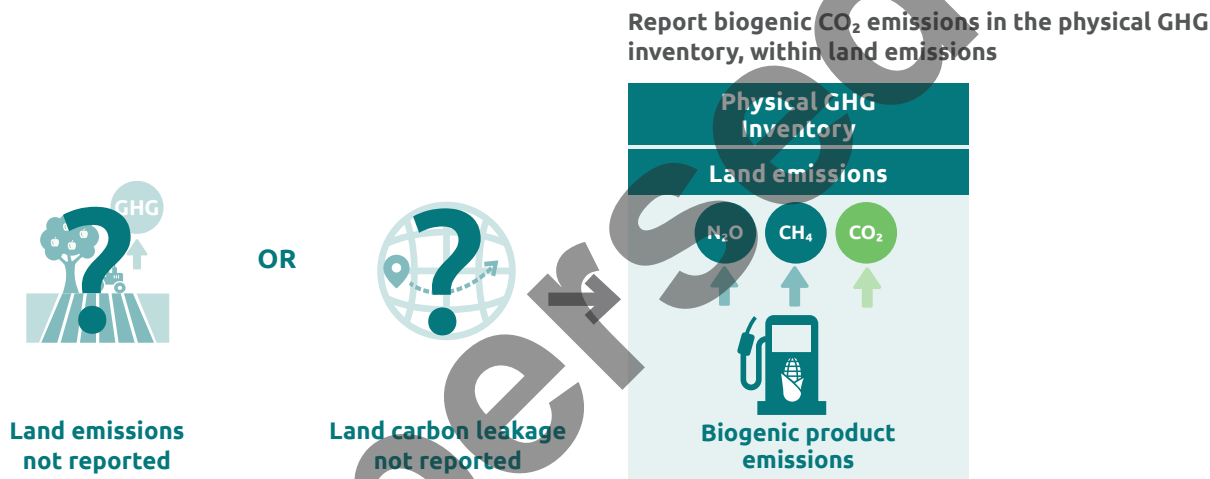 Report biogenic CO₂ emissions in the physical GHG
inventory, within land emissions
Physical GHG
Inventory
Land emissions
GHG
OR
N₂O CH₄ CO₂
?
?
Land emissions
not reported
Land carbon leakage
not reported
Biogenic product
emissions